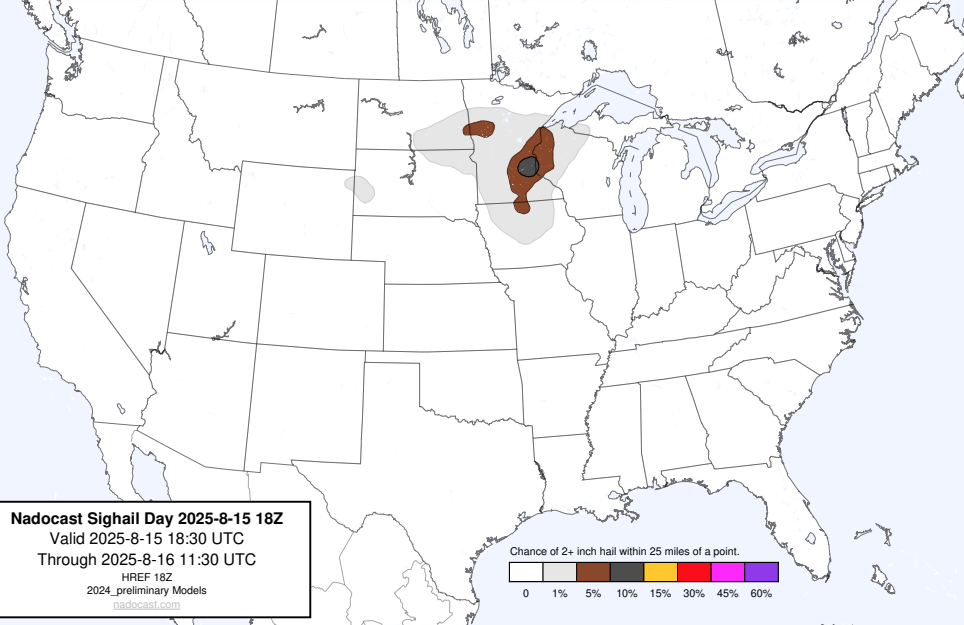 Nadocast Sighail Day 2025-8-15 18Z
Valid 2025-8-15 18:30 UTC
Through 2025-8-16 11:30 UTC
HREF 18Z
2024_preliminary Models
nadocast.com
Chance of 2+ inch hail within 25 miles of a point.
0 1% 5% 10% 15% 30% 45% 60%